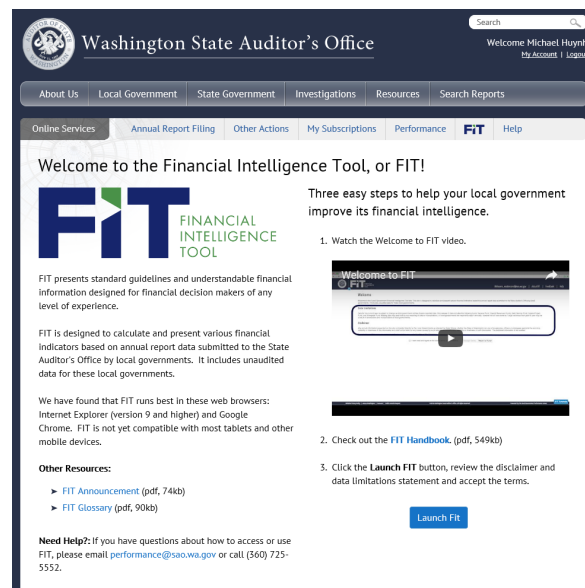 Search
Washington State Auditor's Office
Welcome Michael Huynh
My Account | Logout
About Us Local Government State Government Investigations Resources Search Reports
Online Services Annual Report Filing Other Actions My Subscriptions Performance FiT Help
Welcome to the Financial Intelligence Tool, or FIT!
FiT FINANCIAL
INTELLIGENCE
TOOL
FIT presents standard guidelines and understandable financial
information designed for financial decision makers of any
level of experience.
FIT is designed to calculate and present various financial
indicators based on annual report data submitted to the State
Auditor's Office by local governments. It includes unaudited
data for these local governments.
We have found that FIT runs best in these web browsers:
Internet Explorer (version 9 and higher) and Google
Chrome. FIT is not yet compatible with most tablets and other
mobile devices.
Other Resources:
➤ FIT Announcement (pdf, 74kb)
➤ FIT Glossary (pdf, 90kb)
Need Help?: If you have questions about how to access or use
FIT, please email performance@sao.wa.gov or call (360) 725-
5552.
Three easy steps to help your local government
improve its financial intelligence.
1. Watch the Welcome to FIT video.
Welcome to FIT
FiT
2. Check out the FIT Handbook. (pdf, 549kb)
3. Click the Launch FIT button, review the disclaimer and
data limitations statement and accept the terms.
Launch Fit